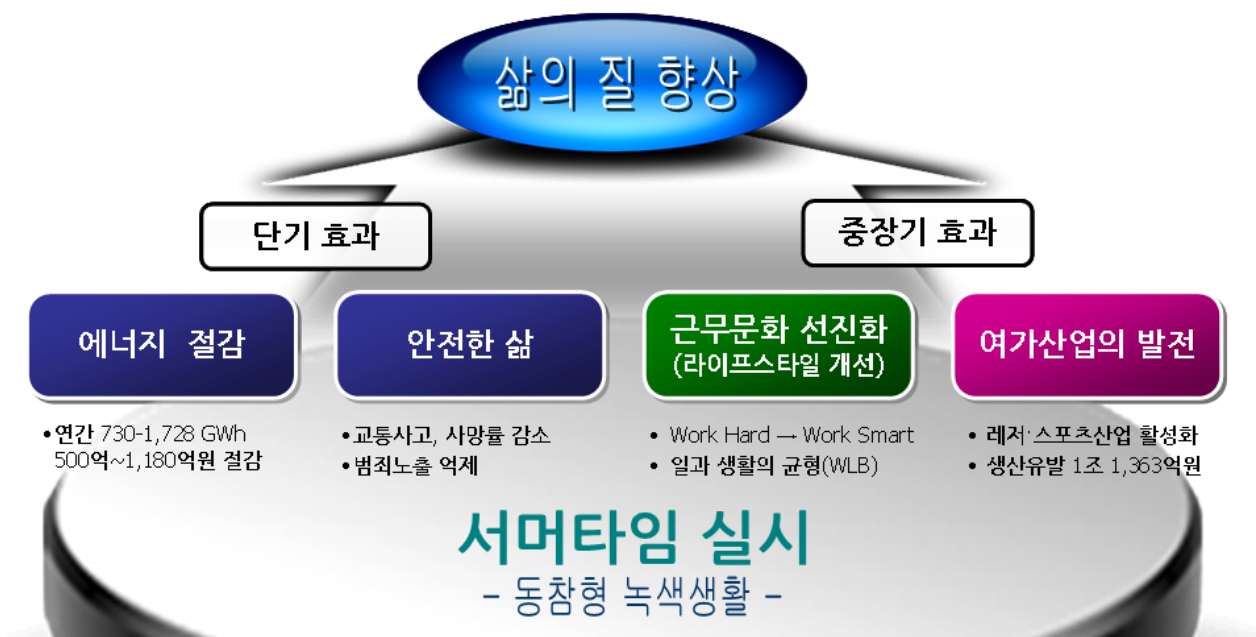 삶의 질 향상
단기 효과
중장기 효과
에너지 절감
안전한 삶
근무문화 선진화
(라이프스타일 개선)
여가산업의 발전
•연간 730-1,728 GWh
500억~1,180억원 절감
•교통사고, 사망률 감소
•범죄노출 억제
• Work Hard → Work Smart
• 일과 생활의 균형(WLB)
• 레저·스포츠산업 활성화
• 생산유발 1조 1,363억원
서머타임 실시
- 동참형 녹색생활 -